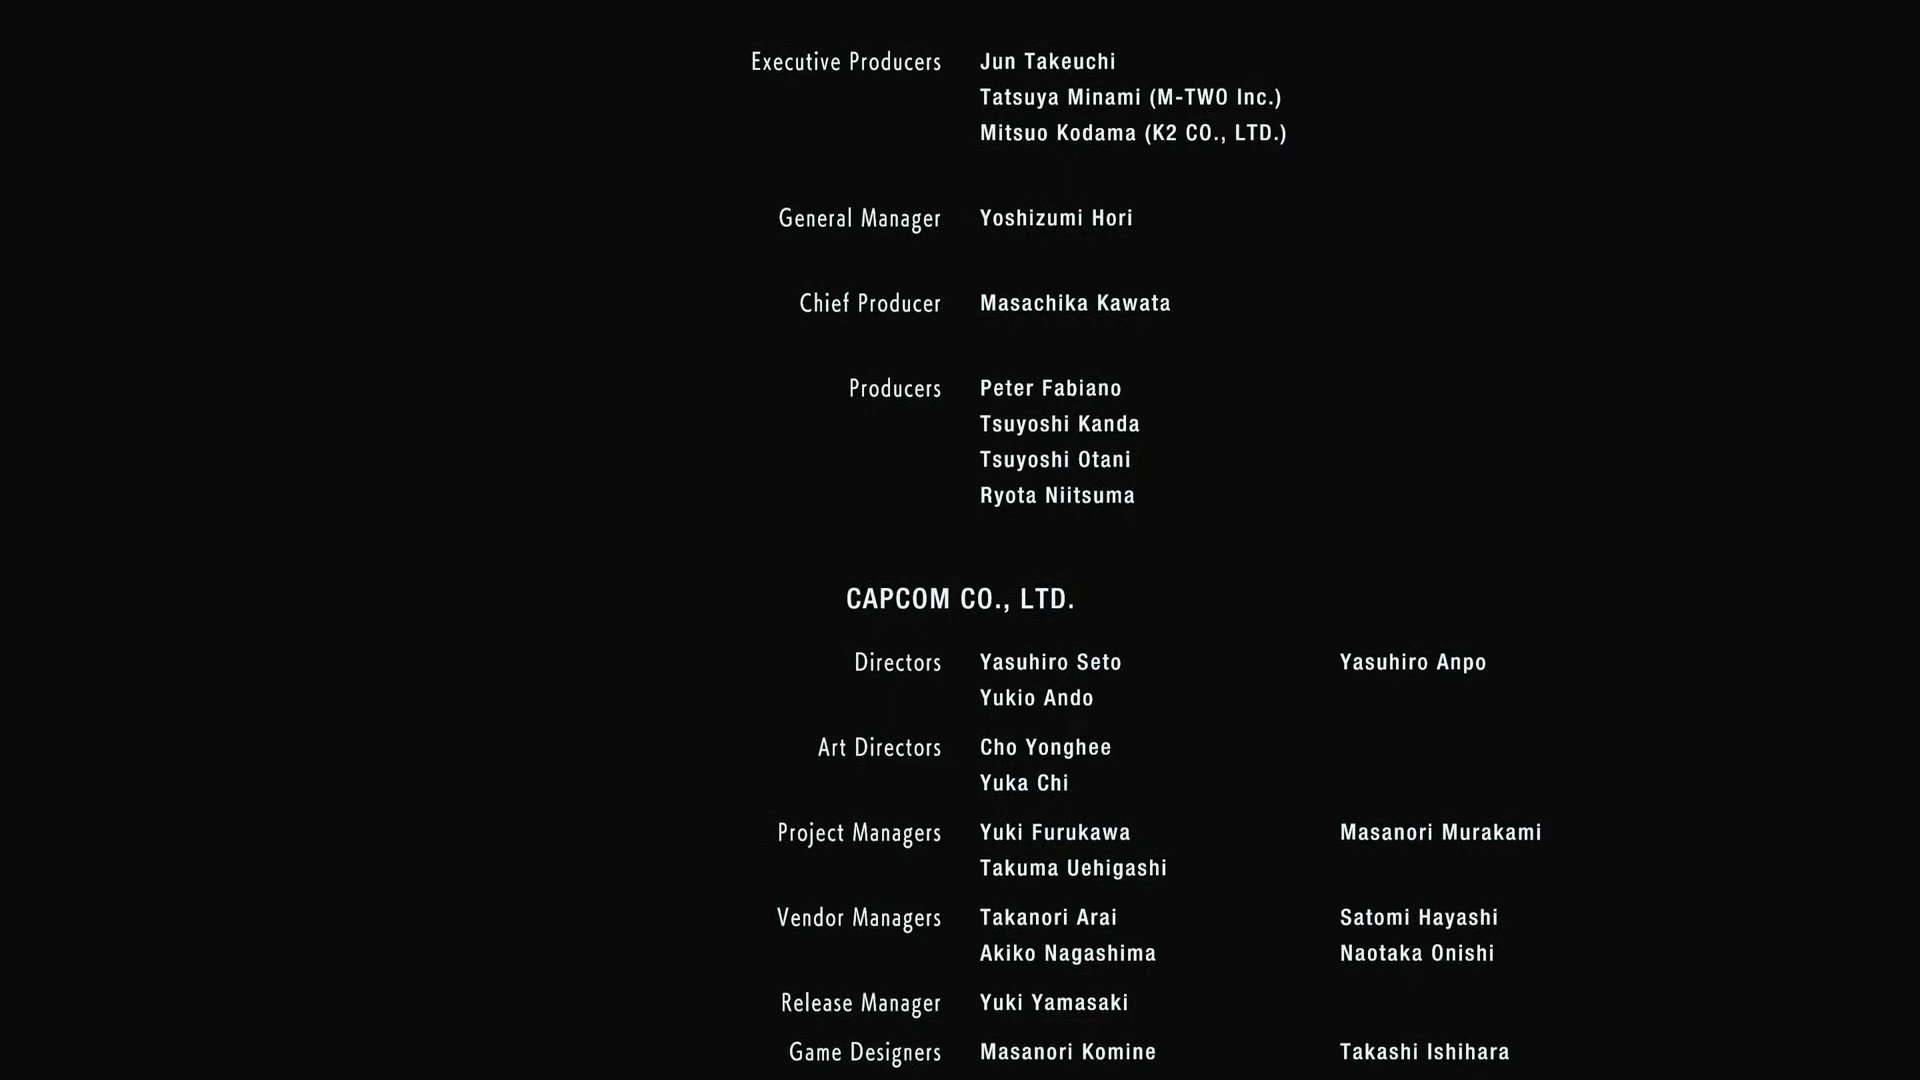 Executive Producers Jun Takeuchi
Tatsuya Minami (M-TWO Inc.)
Mitsuo Kodama (K2 CO., LTD.)
General Manager Yoshizumi Hori
Chief Producer Masachika Kawata
Producers Peter Fabiano
Tsuyoshi Kanda
Tsuyoshi Otani
Ryota Niitsuma
CAPCOM CO., LTD.
Directors Yasuhiro Seto Yasuhiro Anpo
Yukio Ando
Art Directors Cho Yonghee
Yuka Chi
Project Managers Yuki Furukawa Masanori Murakami
Takuma Uehigashi
Vendor Managers Takanori Arai Satomi Hayashi
Akiko Nagashima Naotaka Onishi
Release Manager Yuki Yamasaki
Game Designers Masanori Komine Takashi Ishihara